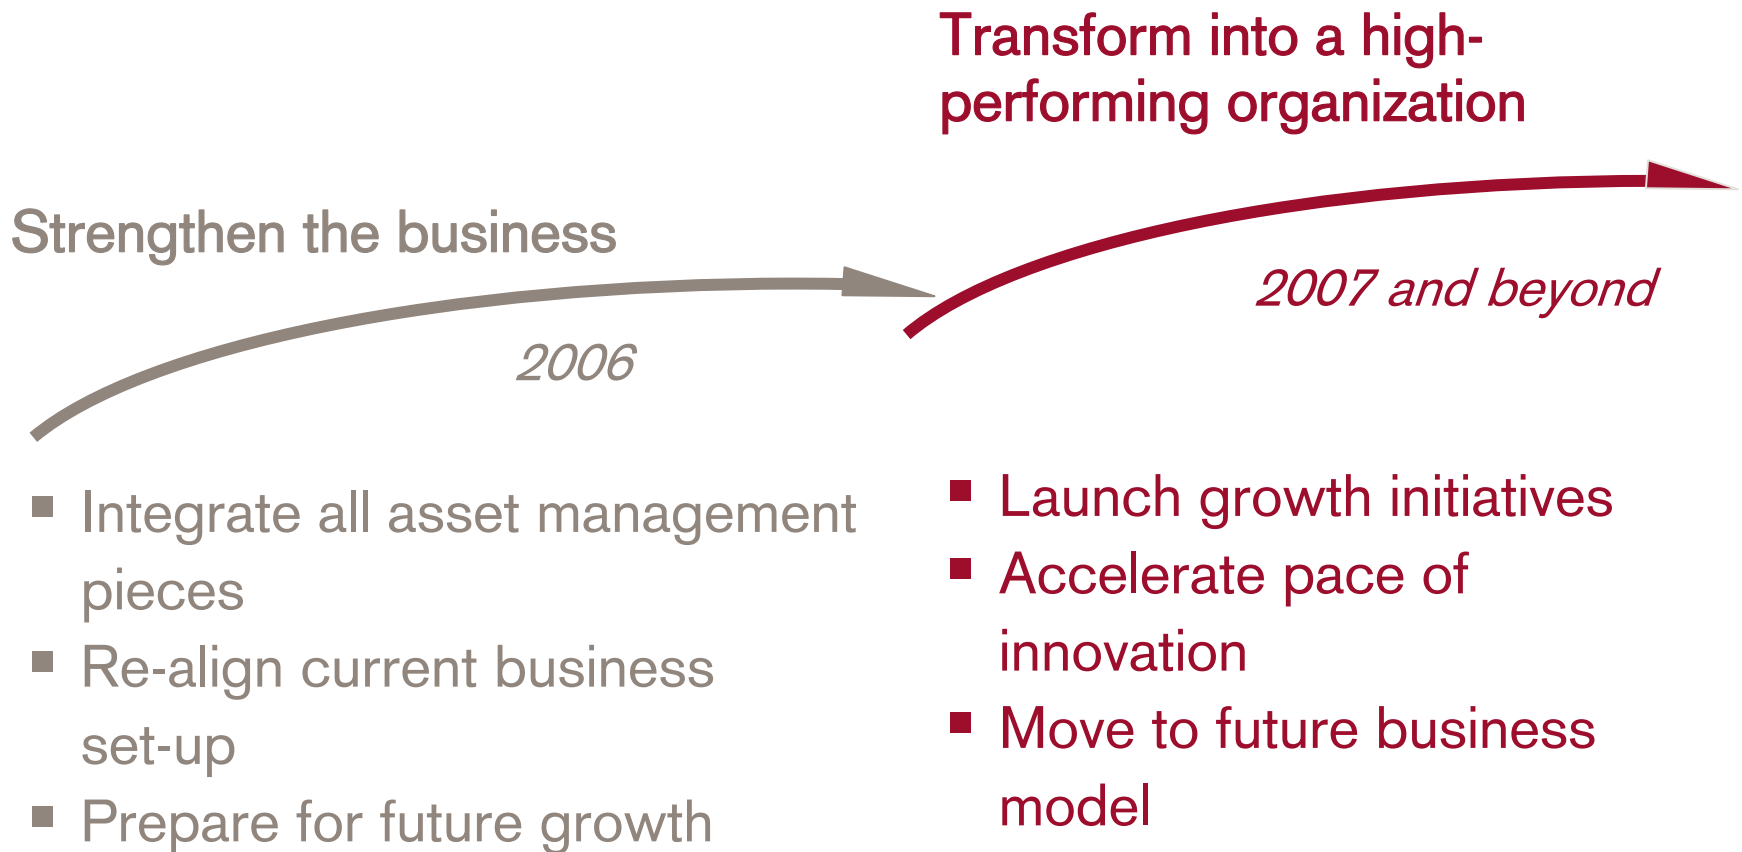 Transform into a high-
performing organization
Strengthen the business
2007 and beyond
2006
▪ Integrate all asset management
pieces
▪ Re-align current business
set-up
▪ Prepare for future growth
▪ Launch growth initiatives
▪ Accelerate pace of
innovation
▪ Move to future business
model